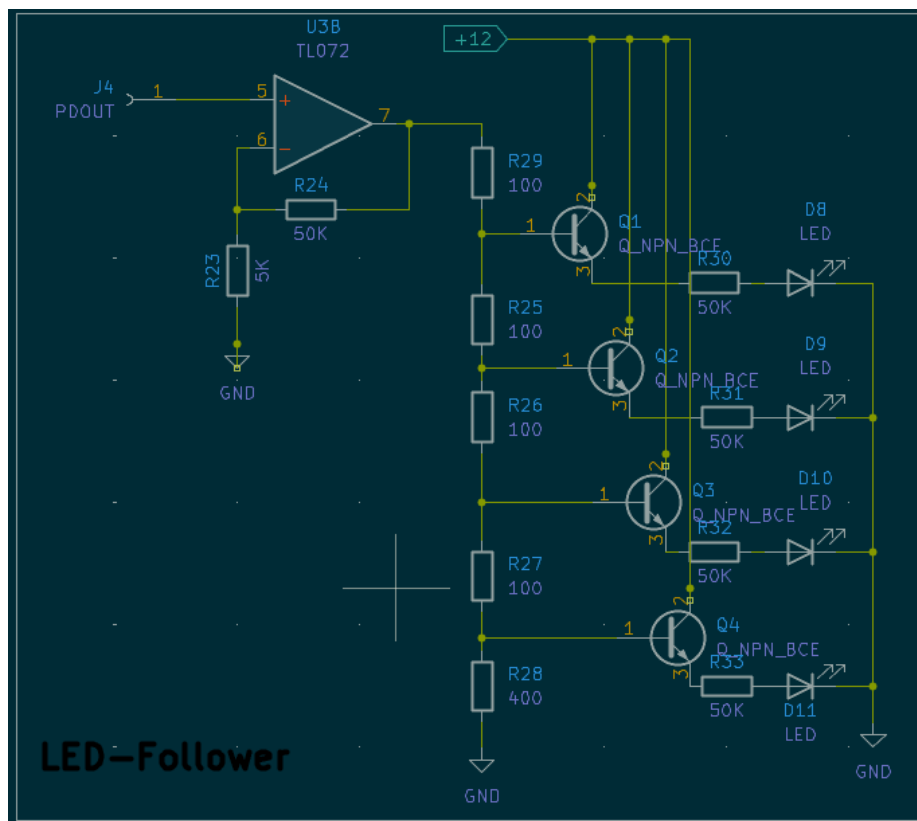 U3B
TL072
+12
J4
PDOUT
1
5
+
7
6
−
R24
50K
R23
5K
GND
R29
100
1
2
3
Q1
Q_NPN_BCE
R30
50K
D8
LED
R25
100
1
2
3
Q2
Q_NPN_BCE
R31
50K
D9
LED
R26
100
1
2
3
Q3
Q_NPN_BCE
R32
50K
D10
LED
R27
100
1
2
3
Q4
Q_NPN_BCE
R33
50K
D11
LED
R28
400
GND
GND
LED-Follower